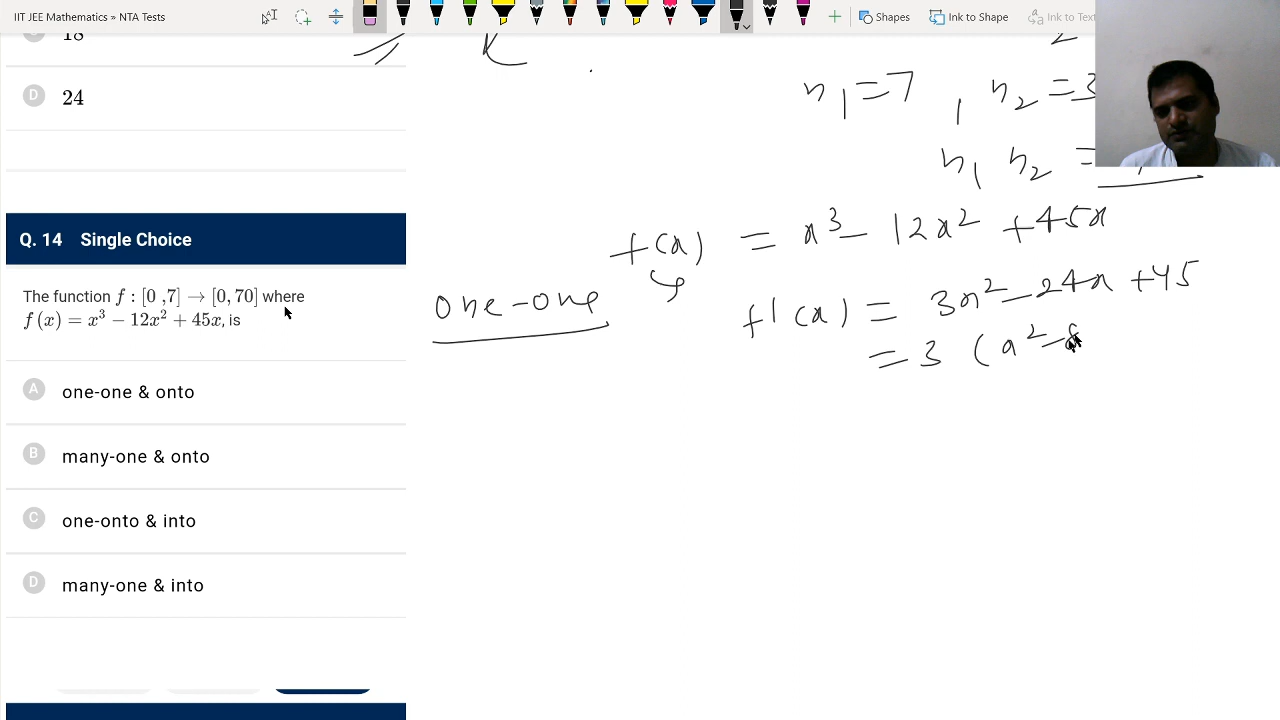 IIT JEE Mathematics » NTA Tests
Shapes
Ink to Shape
Ink to Text
18
D 24
2
n₁ = 7 , n₂ = 3
n₁ n₂ =
Q. 14 Single Choice
The function f : [0 ,7] → [0, 70] where
f (x) = x³ − 12x² + 45x, is
A one-one & onto
B many-one & onto
C one-onto & into
D many-one & into
f(x) = x³ − 12x² + 45x
one-one
f'(x) = 3x² − 24x + 45
= 3 (x² − 8